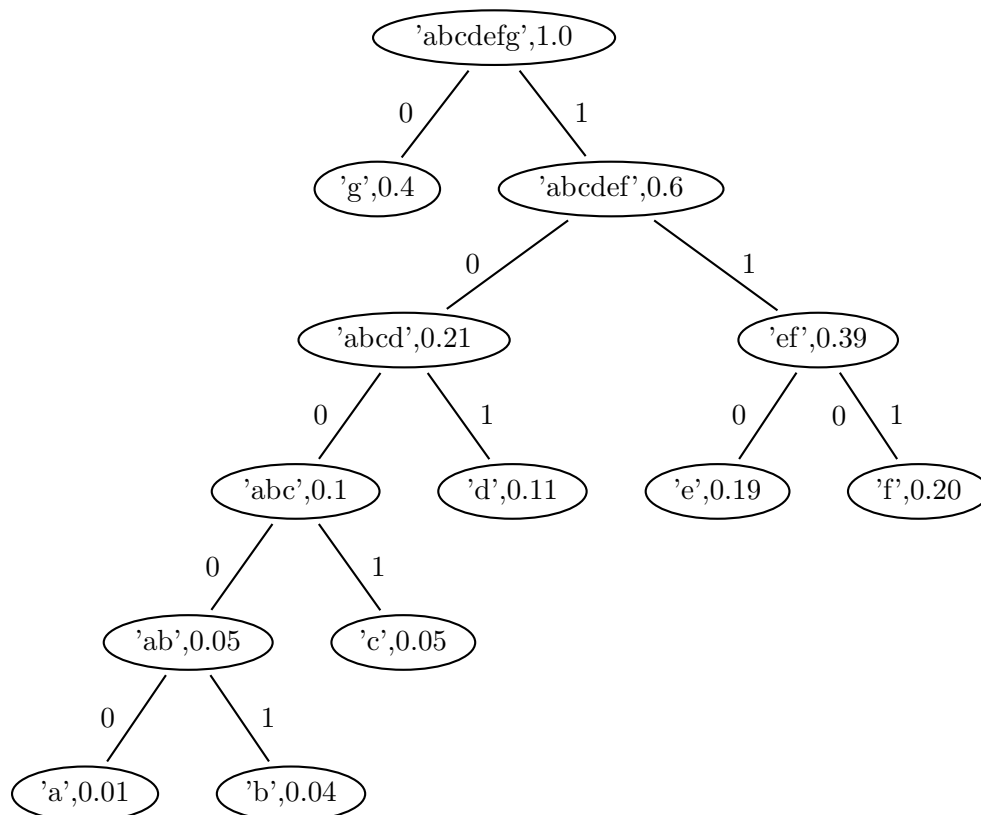 'abcdefg',1.0
0 1
'g',0.4 'abcdef',0.6
0 1
'abcd',0.21 'ef',0.39
0 1 0 0 1
'abc',0.1 'd',0.11 'e',0.19 'f',0.20
0 1
'ab',0.05 'c',0.05
0 1
'a',0.01 'b',0.04